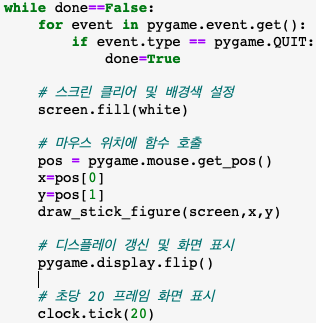 while done==False:
    for event in pygame.event.get():
        if event.type == pygame.QUIT:
            done=True

    # 스크린 클리어 및 배경색 설정
    screen.fill(white)

    # 마우스 위치에 함수 호출
    pos = pygame.mouse.get_pos()
    x=pos[0]
    y=pos[1]
    draw_stick_figure(screen,x,y)

    # 디스플레이 갱신 및 화면 표시
    pygame.display.flip()

    # 초당 20 프레임 화면 표시
    clock.tick(20)